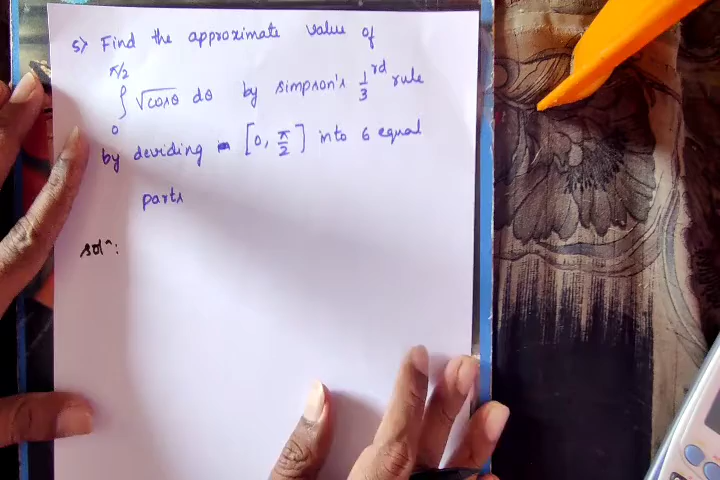 5) Find the approximate value of
π/2
∫ √cosθ dθ by simpson's 1/3 rd rule
0
by deviding [0, π/2] into 6 equal
parts
solⁿ: